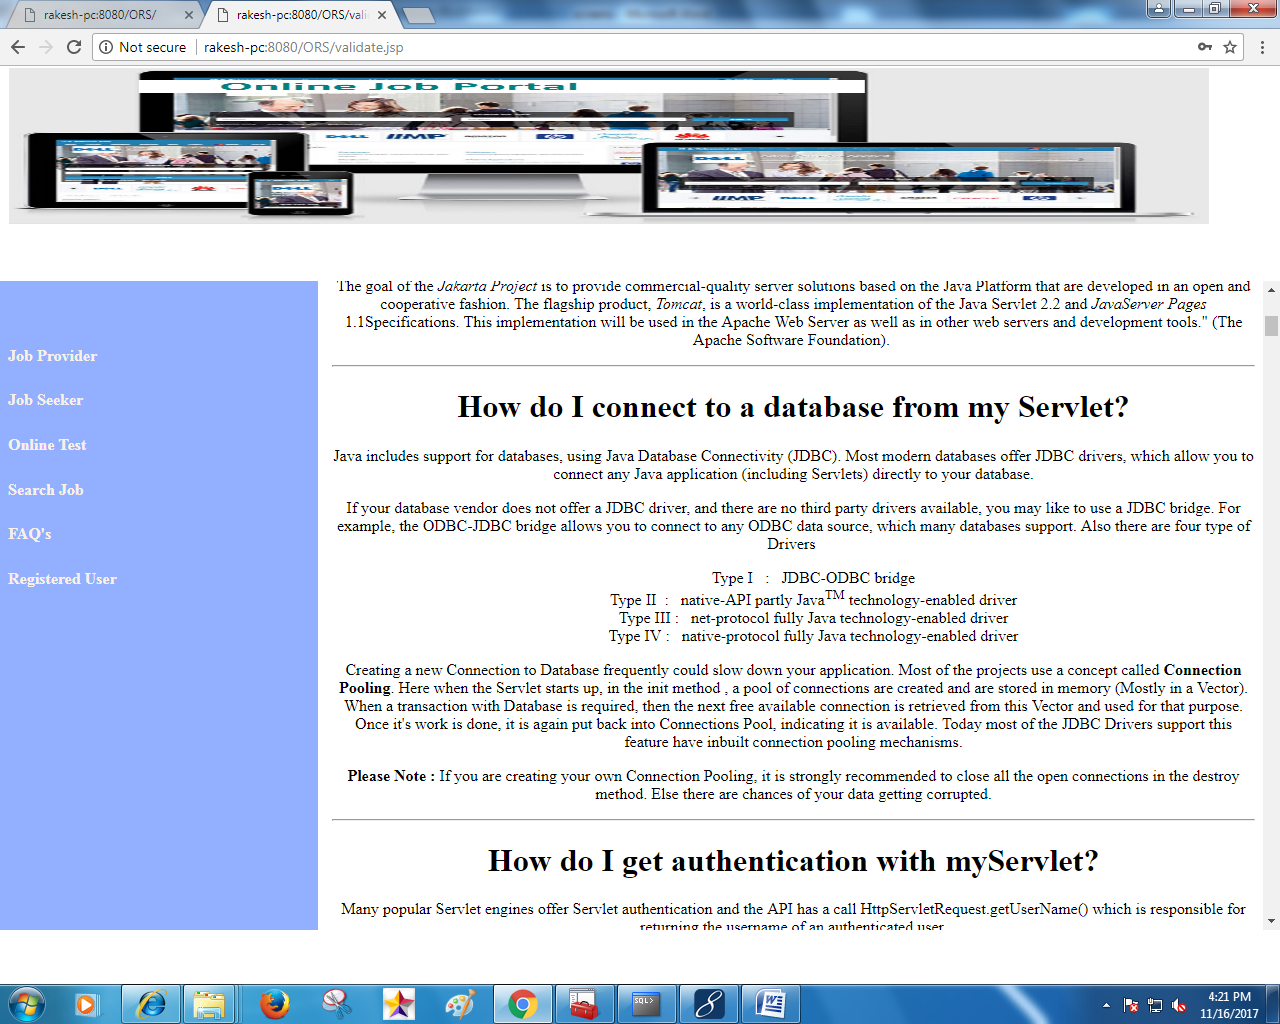 rakesh-pc:8080/ORS/
rakesh-pc:8080/ORS/vali
Not secure
rakesh-pc:8080/ORS/validate.jsp
Online Job Portal
Job Provider
Job Seeker
Online Test
Search Job
FAQ's
Registered User
The goal of the Jakarta Project is to provide commercial-quality server solutions based on the Java Platform that are developed in an open and
cooperative fashion. The flagship product, Tomcat, is a world-class implementation of the Java Servlet 2.2 and JavaServer Pages
1.1Specifications. This implementation will be used in the Apache Web Server as well as in other web servers and development tools." (The
Apache Software Foundation).
How do I connect to a database from my Servlet?
Java includes support for databases, using Java Database Connectivity (JDBC). Most modern databases offer JDBC drivers, which allow you to
connect any Java application (including Servlets) directly to your database.
If your database vendor does not offer a JDBC driver, and there are no third party drivers available, you may like to use a JDBC bridge. For
example, the ODBC-JDBC bridge allows you to connect to any ODBC data source, which many databases support. Also there are four type of
Drivers
Type I : JDBC-ODBC bridge
Type II : native-API partly Java™ technology-enabled driver
Type III : net-protocol fully Java technology-enabled driver
Type IV : native-protocol fully Java technology-enabled driver
Creating a new Connection to Database frequently could slow down your application. Most of the projects use a concept called Connection
Pooling. Here when the Servlet starts up, in the init method , a pool of connections are created and are stored in memory (Mostly in a Vector).
When a transaction with Database is required, then the next free available connection is retrieved from this Vector and used for that purpose.
Once it's work is done, it is again put back into Connections Pool, indicating it is available. Today most of the JDBC Drivers support this
feature have inbuilt connection pooling mechanisms.
Please Note : If you are creating your own Connection Pooling, it is strongly recommended to close all the open connections in the destroy
method. Else there are chances of your data getting corrupted.
How do I get authentication with myServlet?
Many popular Servlet engines offer Servlet authentication and the API has a call HttpServletRequest.getUserName() which is responsible for
returning the username of an authenticated user
4:21 PM
11/16/2017